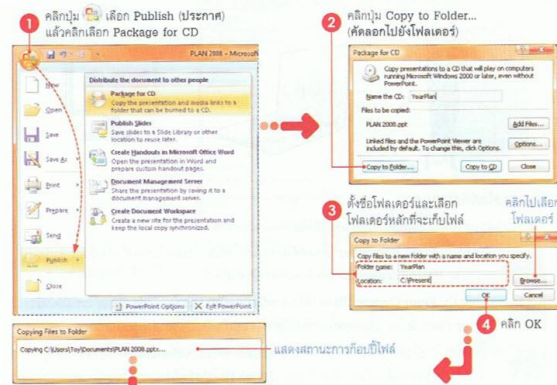 1 คลิกปุ่ม เลือก Publish (ประกาศ)
แล้วคลิกเลือก Package for CD
PLAN 2008 - Microsoft
New
Open
Save
Save As
Print
Prepare
Send
Publish
Close
Distribute the document to other people
Package for CD
Copy the presentation and media links to a
folder that can be burned to a CD.
Publish Slides
Save slides to a Slide Library or other
location to reuse later.
Create Handouts in Microsoft Office Word
Open the presentation in Word and
prepare custom handout pages.
Document Management Server
Share the presentation by saving it to a
document management server.
Create Document Workspace
Create a new site for the presentation and
keep the local copy synchronized.
PowerPoint Options
Exit PowerPoint
2 คลิกปุ่ม Copy to Folder...
(คัดลอกไปยังโฟลเดอร์)
Package for CD
Copy presentations to a CD that will play on computers
running Microsoft Windows 2000 or later, even without
PowerPoint.
Name the CD: YearPlan
Files to be copied:
PLAN 2008.ppt
Add Files...
Linked files and the PowerPoint Viewer are
included by default. To change this, click Options.
Options...
Copy to Folder...
Copy to CD
Close
3 ตั้งชื่อโฟลเดอร์และเลือก
โฟลเดอร์หลักที่จะเก็บไฟล์
คลิกไปเลือก
โฟลเดอร์
Copy to Folder
Copy files to a new folder with a name and location you specify.
Folder name: YearPlan
Location: C:\Present\
Browse...
OK
Cancel
4 คลิก OK
Copying Files to Folder
Copying C:\Users\Toy\Documents\PLAN 2008.pptx...
แสดงสถานะการก๊อปปี้ไฟล์